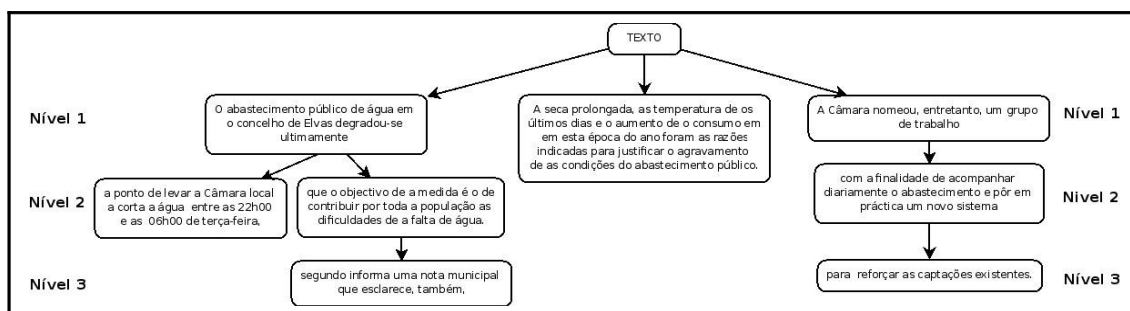 TEXTO
Nível 1
O abastecimento público de água em
o concelho de Elvas degradou-se
ultimamente
A seca prolongada, as temperatura de os
últimos dias e o aumento de o consumo em
em esta época do ano foram as razões
indicadas para justificar o agravamento
de as condições do abastecimento público.
A Câmara nomeou, entretanto, um grupo
de trabalho
Nível 1
Nível 2
a ponto de levar a Câmara local
a corta a água entre as 22h00
e as 06h00 de terça-feira,
que o objectivo de a medida é o de
contribuir por toda a população as
dificuldades de a falta de água.
com a finalidade de acompanhar
diariamente o abastecimento e pôr em
práctica um novo sistema
Nivel 2
Nível 3
segundo informa uma nota municipal
que esclarece, também,
para reforçar as captações existentes.
Nível 3